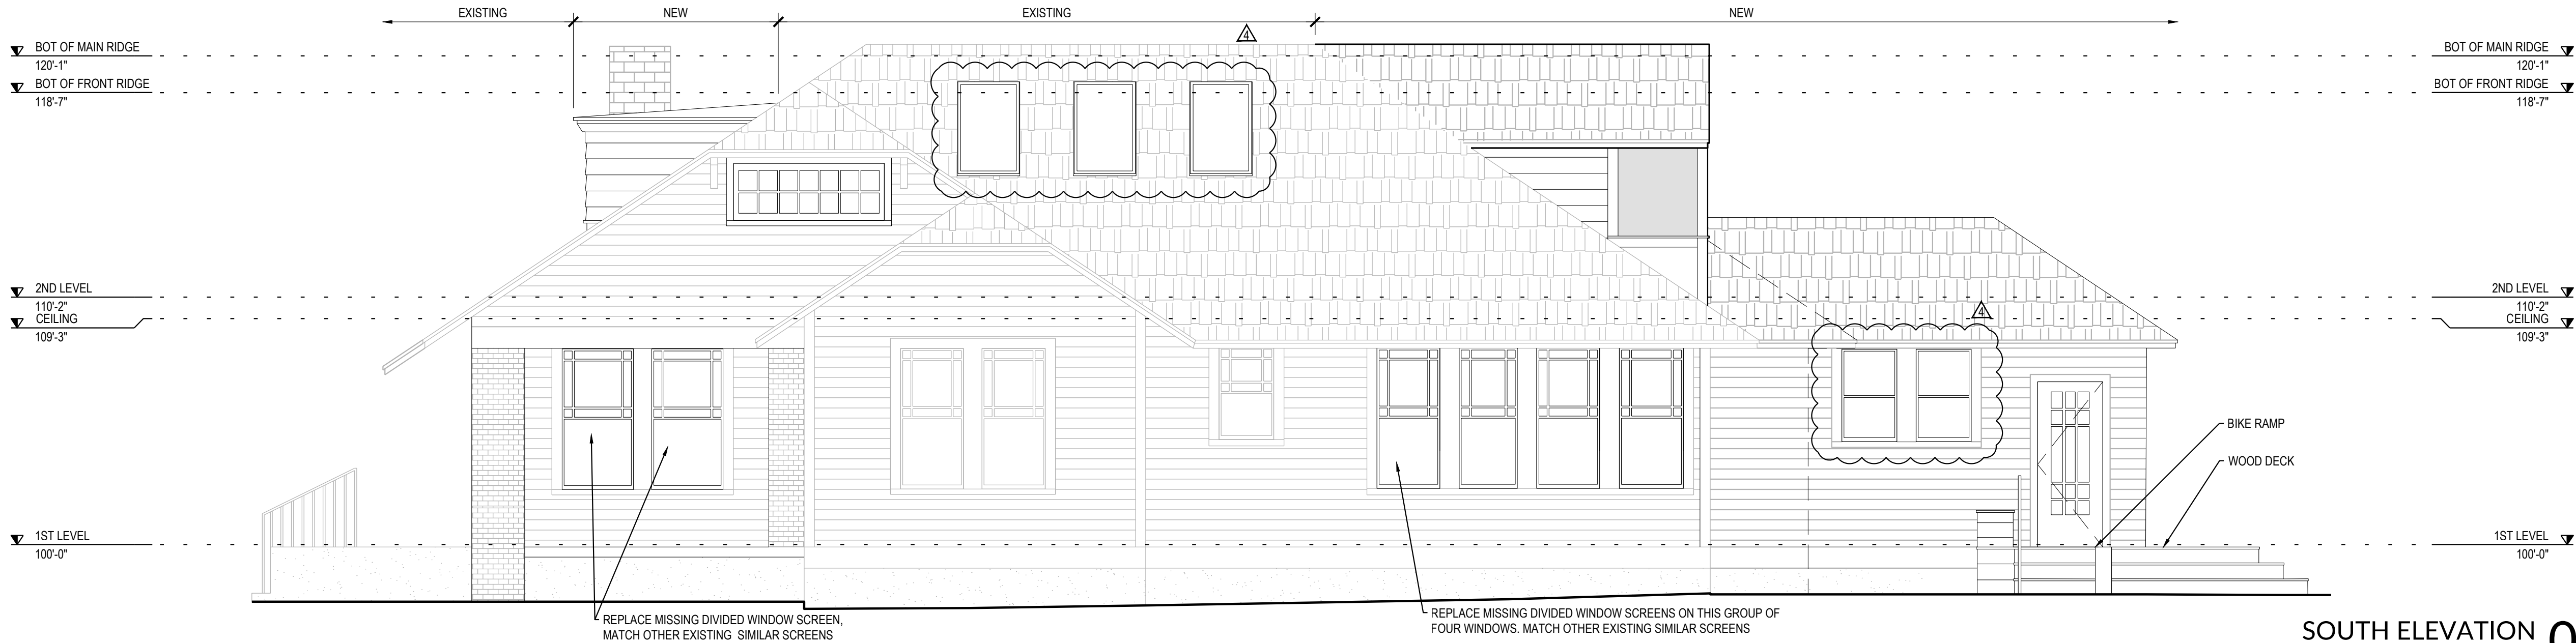 EXISTING
NEW
EXISTING
NEW
4
BOT OF MAIN RIDGE
120'-1"
BOT OF FRONT RIDGE
118'-7"
BOT OF MAIN RIDGE
120'-1"
BOT OF FRONT RIDGE
118'-7"
2ND LEVEL
110'-2"
CEILING
109'-3"
2ND LEVEL
110'-2"
CEILING
109'-3"
4
BIKE RAMP
WOOD DECK
1ST LEVEL
100'-0"
1ST LEVEL
100'-0"
REPLACE MISSING DIVIDED WINDOW SCREEN,
MATCH OTHER EXISTING SIMILAR SCREENS
REPLACE MISSING DIVIDED WINDOW SCREENS ON THIS GROUP OF
FOUR WINDOWS. MATCH OTHER EXISTING SIMILAR SCREENS
SOUTH ELEVATION